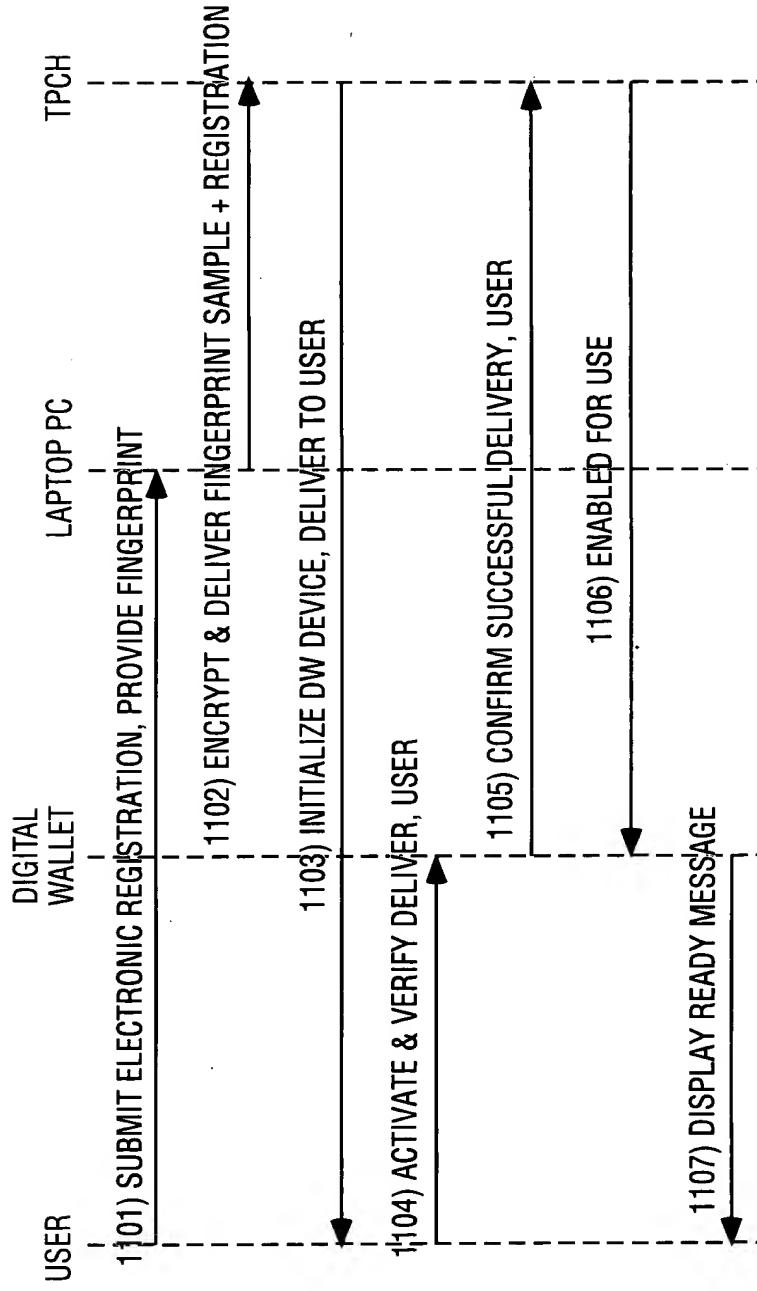 USER
DIGITAL
WALLET
LAPTOP PC
TPCH
1101) SUBMIT ELECTRONIC REGISTRATION, PROVIDE FINGERPRINT
1102) ENCRYPT & DELIVER FINGERPRINT SAMPLE + REGISTRATION
1103) INITIALIZE DW DEVICE, DELIVER TO USER
1104) ACTIVATE & VERIFY DELIVER, USER
1105) CONFIRM SUCCESSFUL DELIVERY, USER
1106) ENABLED FOR USE
1107) DISPLAY READY MESSAGE